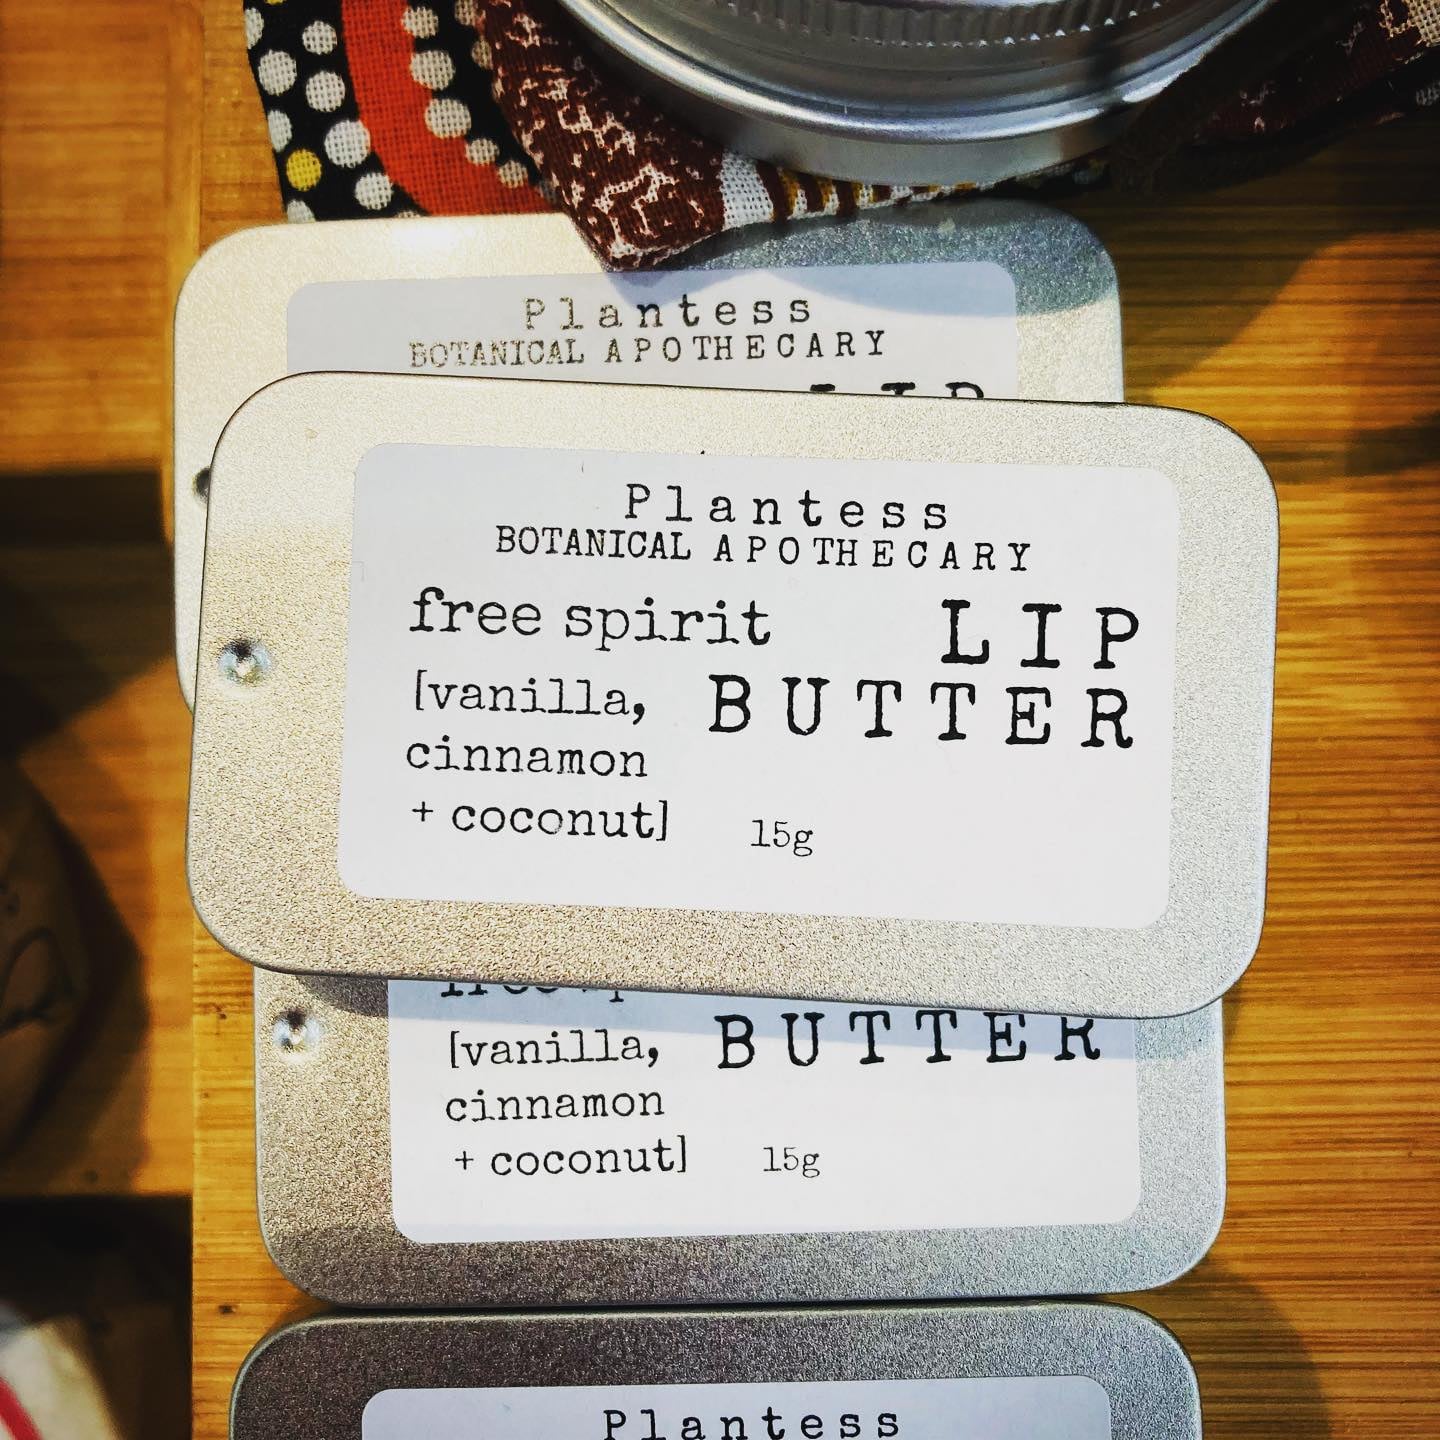 Plantess
BOTANICAL APOTHECARY
LIP
Plantess
BOTANICAL APOTHECARY
free spirit LIP
[vanilla, BUTTER
cinnamon
+ coconut] 15g
[vanilla, BUTTER
cinnamon
+ coconut] 15g
Plantess